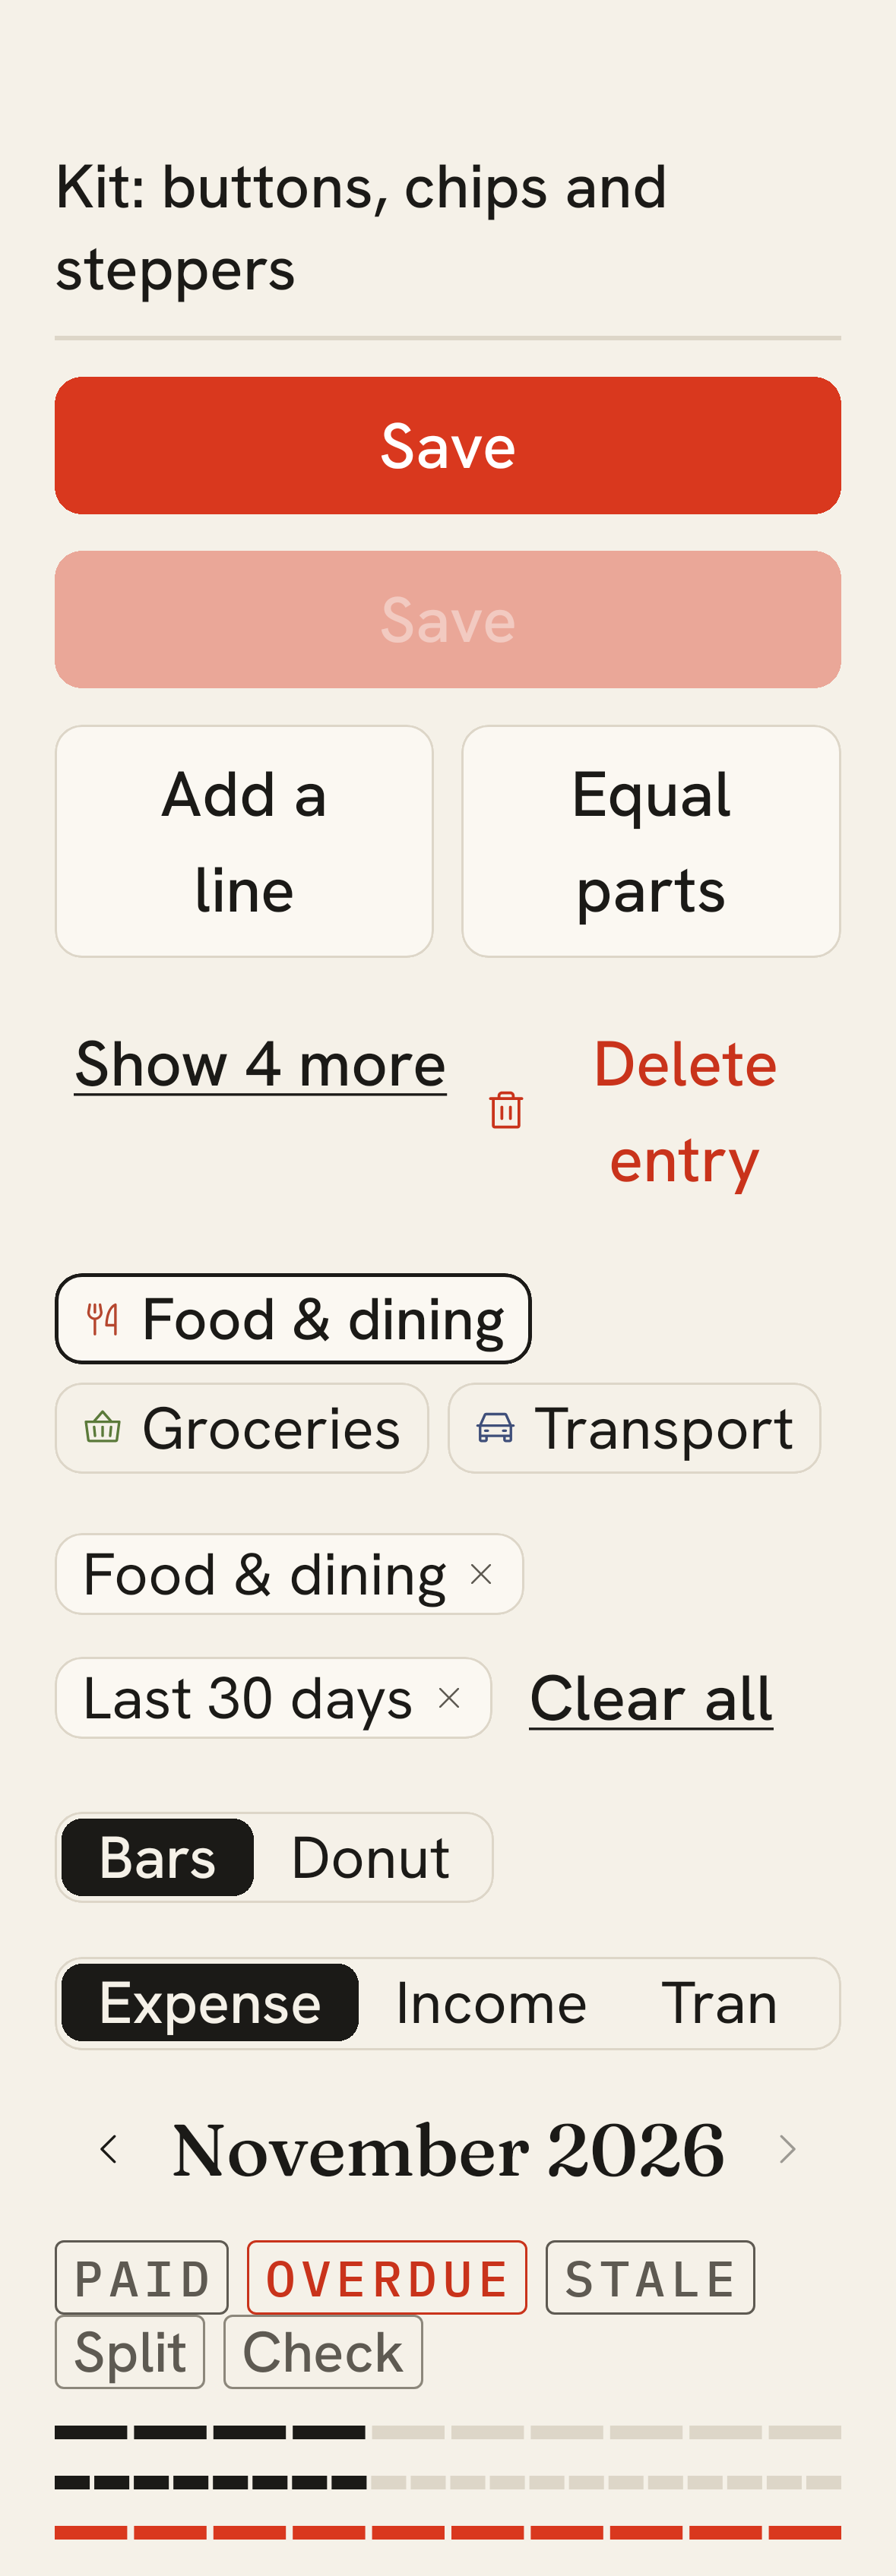 Kit: buttons, chips and
steppers
Save
Save
Add a
line
Equal
parts
Show 4 more
Delete
entry
Food & dining
Groceries
Transport
Food & dining
Last 30 days
Clear all
Bars Donut
Expense Income Tran
November 2026
PAID OVERDUE STALE
Split Check